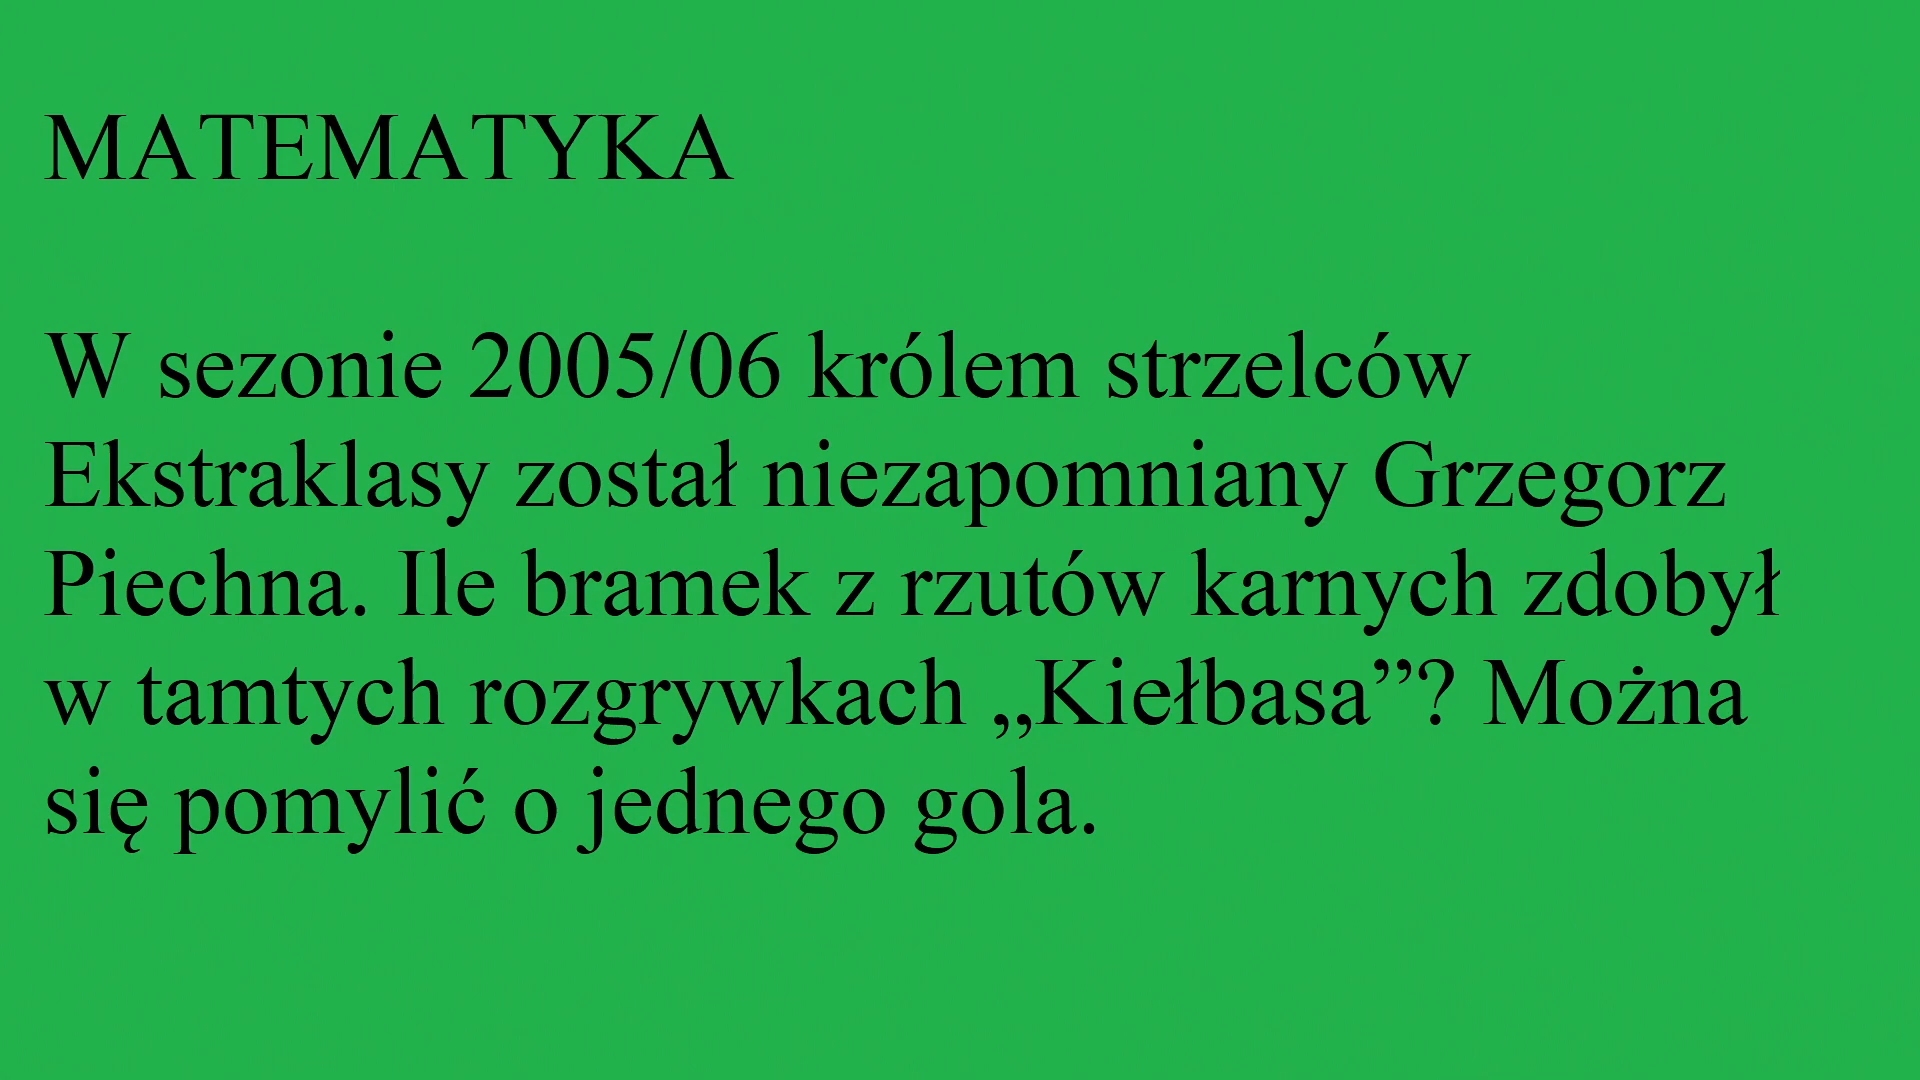 MATEMATYKA
W sezonie 2005/06 królem strzelców
Ekstraklasy został niezapomniany Grzegorz
Piechna. Ile bramek z rzutów karnych zdobył
w tamtych rozgrywkach „Kiełbasa”? Można
się pomylić o jednego gola.